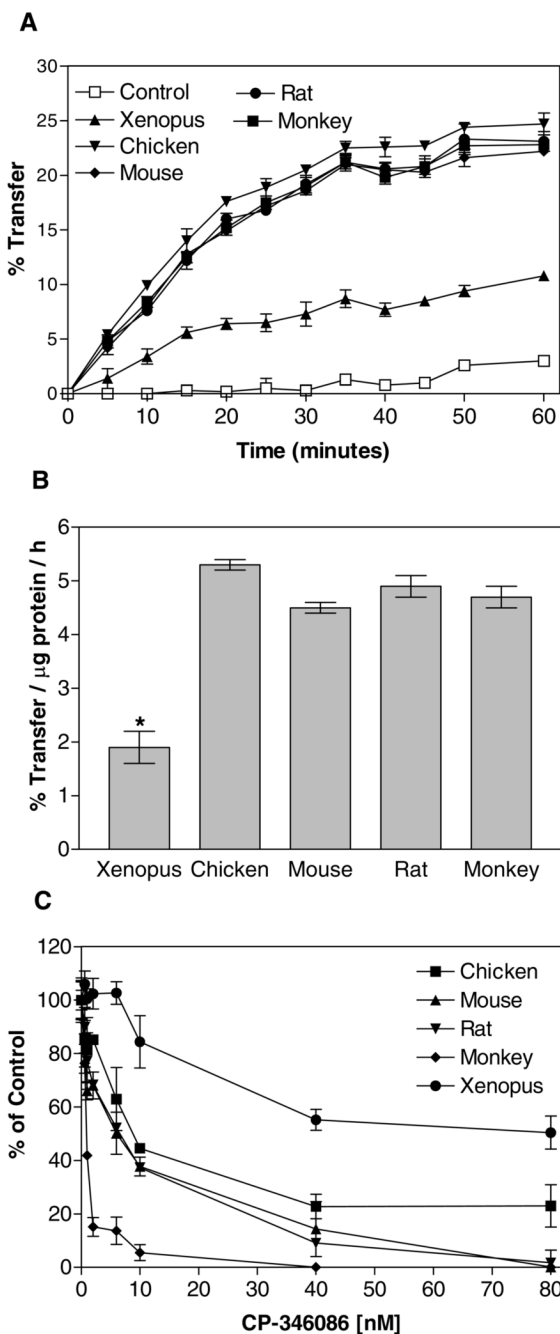 A
30
25
20
15
10
5
0
% Transfer
Control
Xenopus
Chicken
Mouse
Rat
Monkey
0 10 20 30 40 50 60
Time (minutes)
B
6
5
4
3
2
1
0
% Transfer / μg protein / h
*
Xenopus Chicken Mouse Rat Monkey
C
120
100
80
60
40
20
0
% of Control
Chicken
Mouse
Rat
Monkey
Xenopus
0 10 20 30 40 50 60 70 80
CP-346086 [nM]